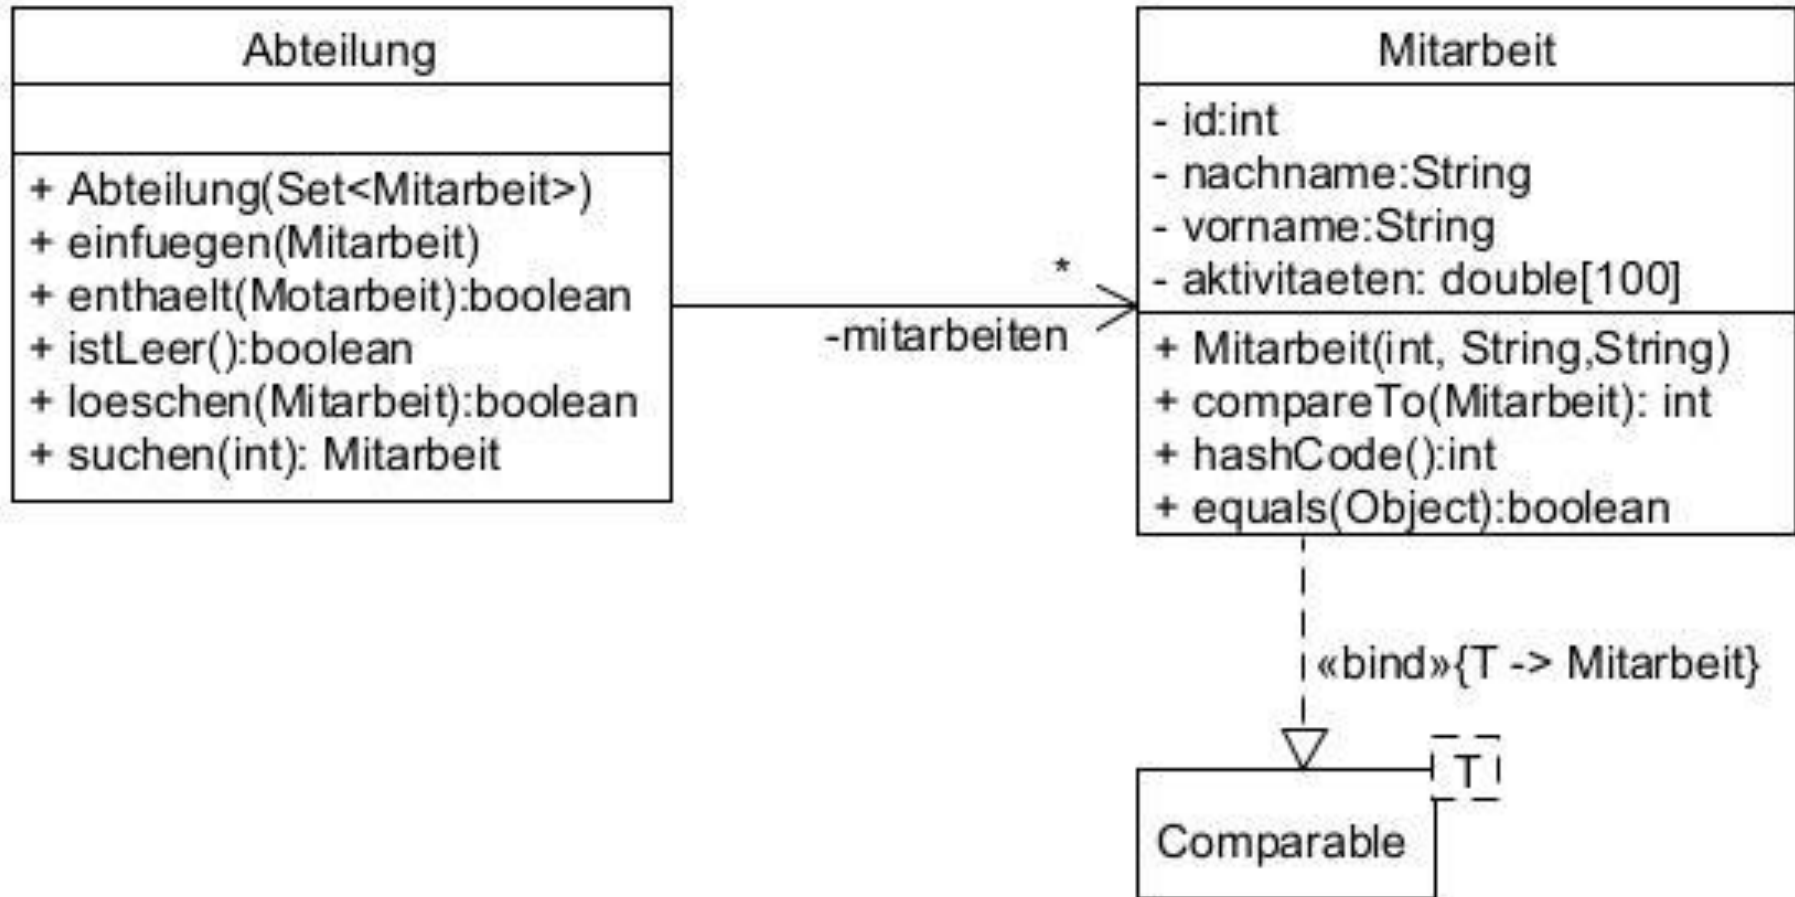 Abteilung
+ Abteilung(Set<Mitarbeit>)
+ einfuegen(Mitarbeit)
+ enthaelt(Motarbeit):boolean
+ istLeer():boolean
+ loeschen(Mitarbeit):boolean
+ suchen(int): Mitarbeit
*
-mitarbeiten
Mitarbeit
- id:int
- nachname:String
- vorname:String
- aktivitaeten: double[100]
+ Mitarbeit(int, String,String)
+ compareTo(Mitarbeit): int
+ hashCode():int
+ equals(Object):boolean
«bind»{T -> Mitarbeit}
T
Comparable